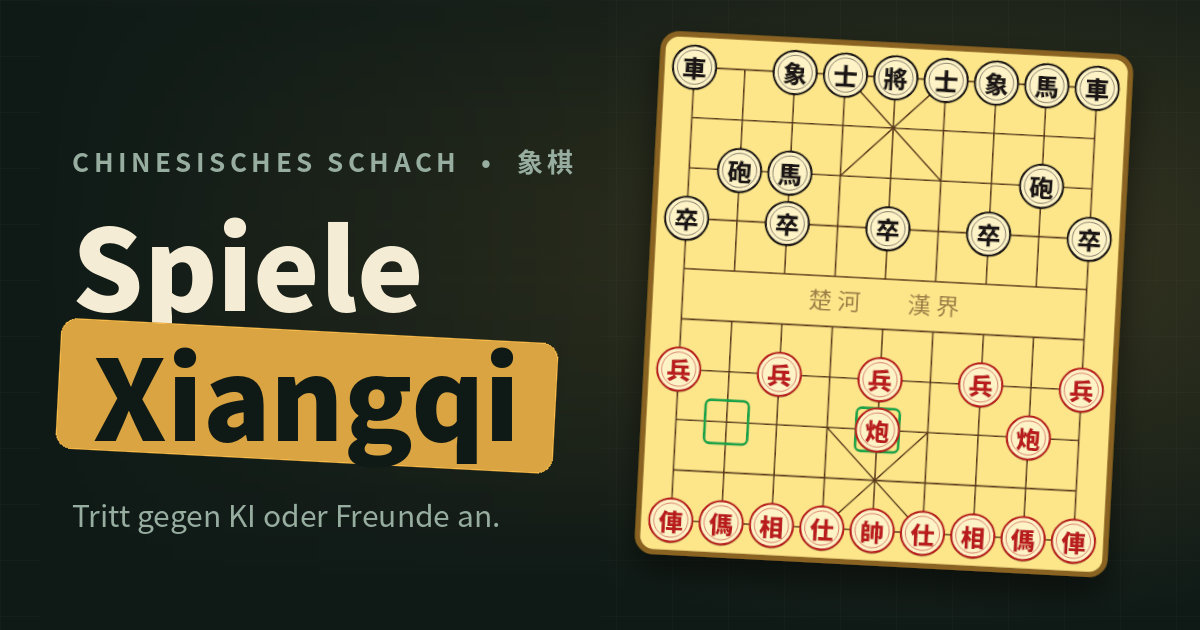 CHINESISCHES SCHACH • 象棋
Spiele
Xiangqi
Tritt gegen KI oder Freunde an.
車 象 士 將 士 象 馬 車
砲 馬 砲
卒 卒 卒 卒 卒
楚河 漢界
兵 兵 兵 兵 兵
炮 炮
俥 傌 相 仕 帥 仕 相 傌 俥